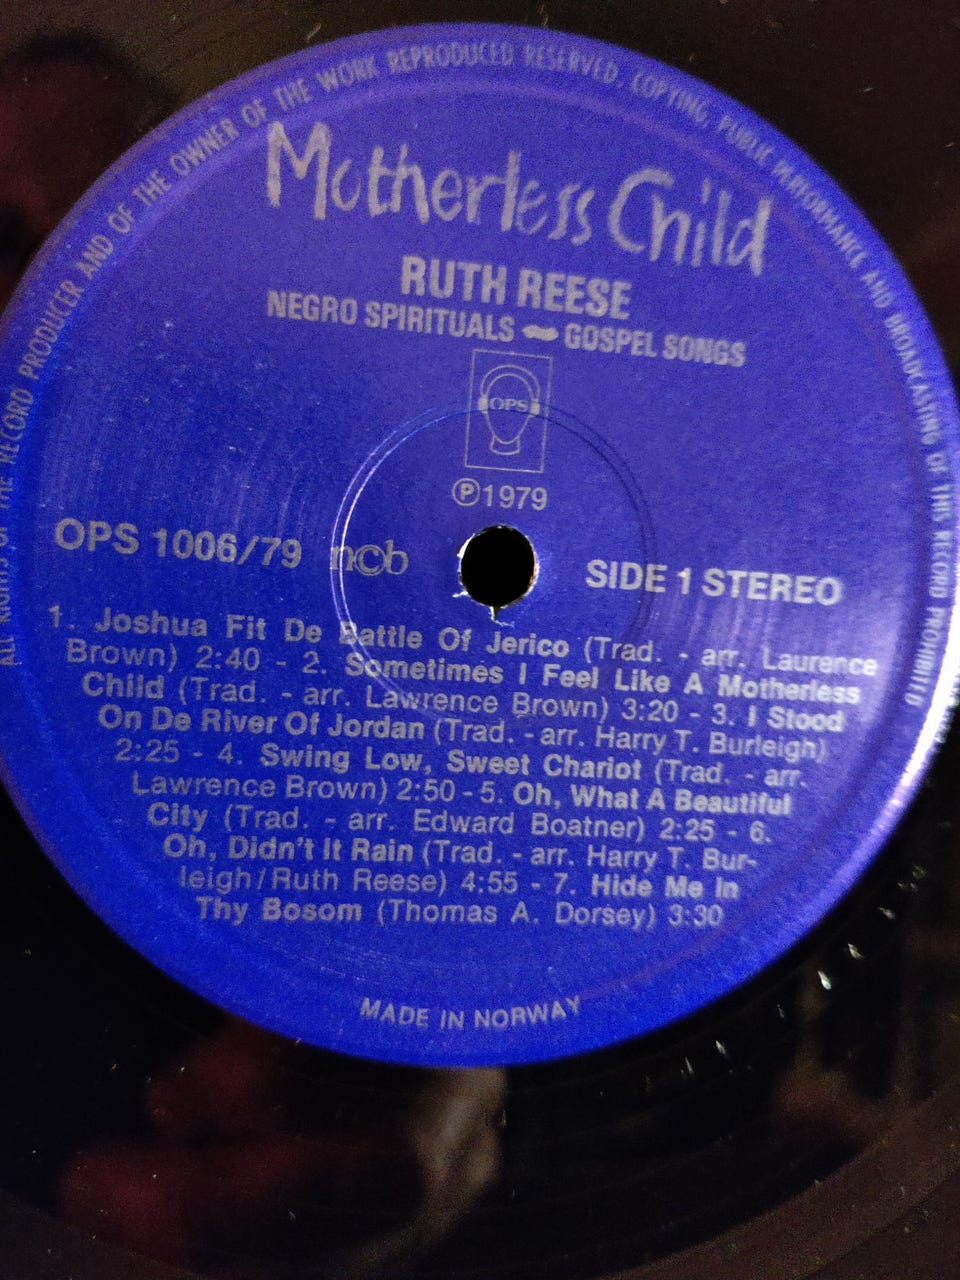 ALL RIGHTS OF THE RECORD PRODUCER AND OF THE OWNER OF THE WORK REPRODUCED RESERVED. COPYING, PUBLIC PERFORMANCE AND BROADCASTING OF THIS RECORD PROHIBITED
Motherless Child
RUTH REESE
NEGRO SPIRITUALS GOSPEL SONGS
OPS
Ⓟ1979
OPS 1006/79 n©b SIDE 1 STEREO
1. Joshua Fit De Battle Of Jerico (Trad. - arr. Laurence
Brown) 2:40 - 2. Sometimes I Feel Like A Motherless
Child (Trad. - arr. Lawrence Brown) 3:20 - 3. I Stood
On De River Of Jordan (Trad. - arr. Harry T. Burleigh)
2:25 - 4. Swing Low, Sweet Chariot (Trad. - arr.
Lawrence Brown) 2:50 - 5. Oh, What A Beautiful
City (Trad. - arr. Edward Boatner) 2:25 - 6.
Oh, Didn't It Rain (Trad. - arr. Harry T. Bur-
leigh/Ruth Reese) 4:55 - 7. Hide Me In
Thy Bosom (Thomas A. Dorsey) 3:30
MADE IN NORWAY